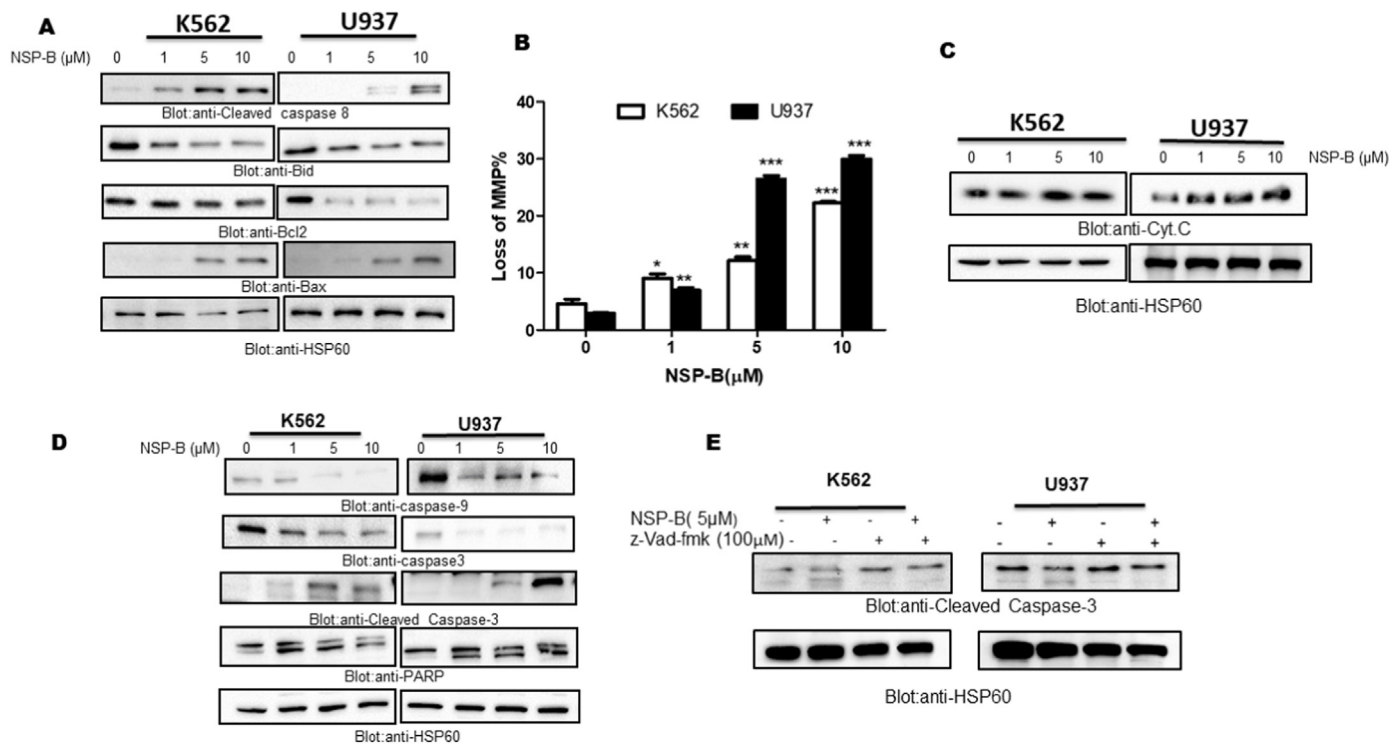 A
K562 U937
NSP-B (µM) 0 1 5 10 0 1 5 10
Blot:anti-Cleaved caspase 8
Blot:anti-Bid
Blot:anti-Bcl2
Blot:anti-Bax
Blot:anti-HSP60
B
Loss of MMP%
40
30
20
10
0
K562 U937
* ** ** *** *** ***
0 1 5 10
NSP-B(µM)
C
K562 U937
0 1 5 10 0 1 5 10 NSP-B (µM)
Blot:anti-Cyt.C
Blot:anti-HSP60
D
K562 U937
NSP-B (µM) 0 1 5 10 0 1 5 10
Blot:anti-caspase-9
Blot:anti-caspase3
Blot:anti-Cleaved Caspase-3
Blot:anti-PARP
Blot:anti-HSP60
E
K562 U937
NSP-B( 5µM) - + - + - + - +
z-Vad-fmk (100µM) - - + + - - + +
Blot:anti-Cleaved Caspase-3
Blot:anti-HSP60